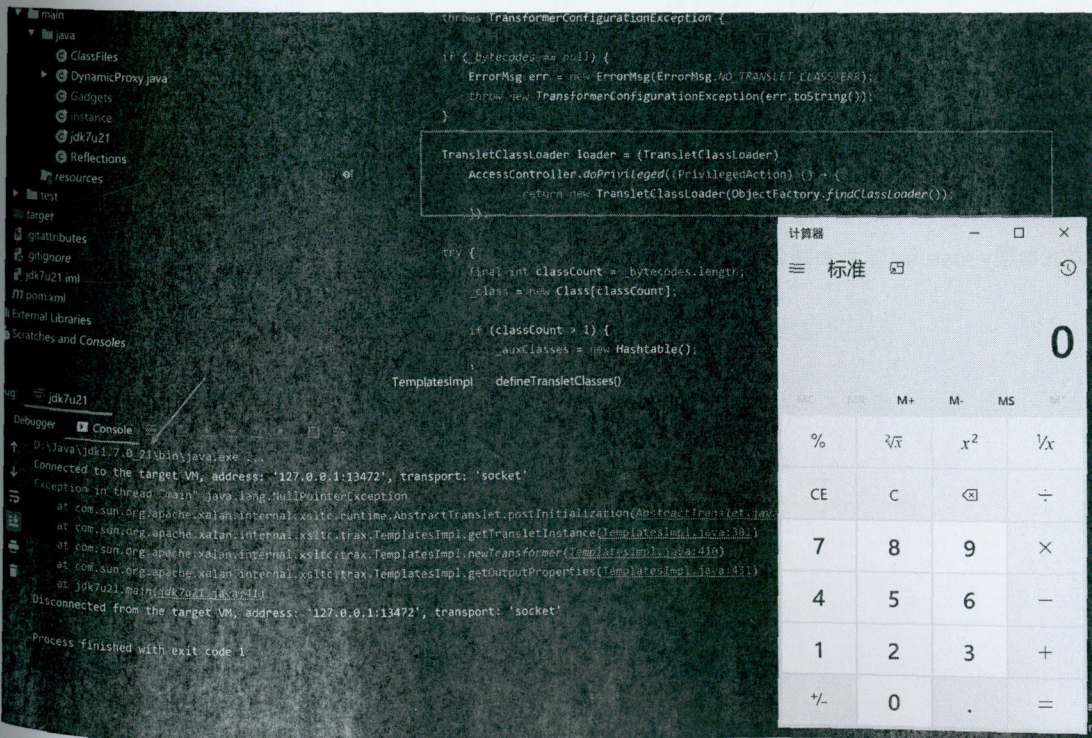 main
java
ClassFiles
DynamicProxy.java
Gadgets
instance
jdk7u21
Reflections
resources
test
target
gitattributes
gitignore
jdk7u21.iml
pom.xml
External Libraries
Scratches and Consoles
throws TransformerConfigurationException {
if (_bytecodes == null) {
ErrorMsg err = new ErrorMsg(ErrorMsg.NO_TRANSLET_CLASS_ERR);
throw new TransformerConfigurationException(err.toString());
}
TransletClassLoader loader = (TransletClassLoader)
AccessController.doPrivileged((PrivilegedAction) () → {
return new TransletClassLoader(ObjectFactory.findClassLoader());
});
try {
final int classCount = _bytecodes.length;
_class = new Class[classCount];
if (classCount > 1) {
_auxClasses = new Hashtable();
TemplatesImpl defineTransletClasses()
jdk7u21
Debugger Console
D:\Java\jdk1.7.0_21\bin\java.exe ...
Connected to the target VM, address: '127.0.0.1:13472', transport: 'socket'
Exception in thread "main" java.lang.NullPointerException
at com.sun.org.apache.xalan.internal.xsltc.runtime.AbstractTranslet.postInitialization(AbstractTranslet.java
at com.sun.org.apache.xalan.internal.xsltc.trax.TemplatesImpl.getTransletInstance(TemplatesImpl.java:381)
at com.sun.org.apache.xalan.internal.xsltc.trax.TemplatesImpl.newTransformer(TemplatesImpl.java:410)
at com.sun.org.apache.xalan.internal.xsltc.trax.TemplatesImpl.getOutputProperties(TemplatesImpl.java:431)
at jdk7u21.main(jdk7u21.java:41)
Disconnected from the target VM, address: '127.0.0.1:13472', transport: 'socket'
Process finished with exit code 1
计算器
标准
0
MC MR M+ M- MS M˅
% ²√x x² ¹/x
CE C ÷
7 8 9 ×
4 5 6 −
1 2 3 +
+/- 0 . =